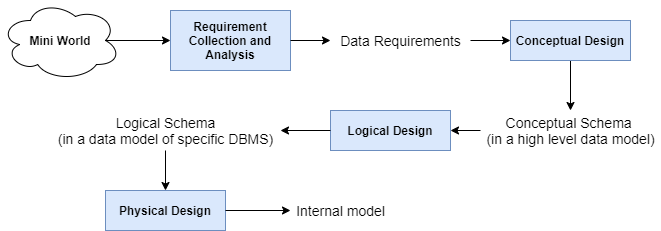 Mini World
Requirement
Collection and
Analysis
Data Requirements
Conceptual Design
Conceptual Schema
(in a high level data model)
Logical Design
Logical Schema
(in a data model of specific DBMS)
Physical Design
Internal model